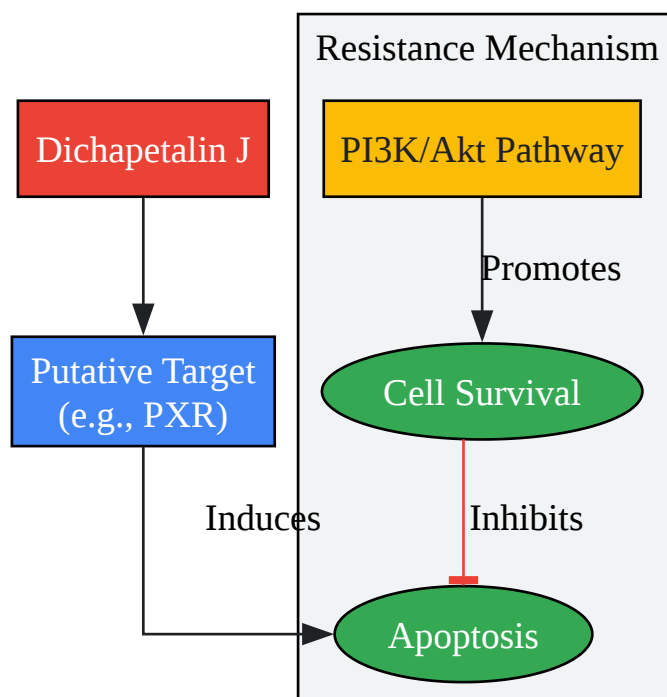 Resistance Mechanism
Dichapetalin J
PI3K/Akt Pathway
Promotes
Putative Target
(e.g., PXR)
Cell Survival
Induces
Inhibits
Apoptosis